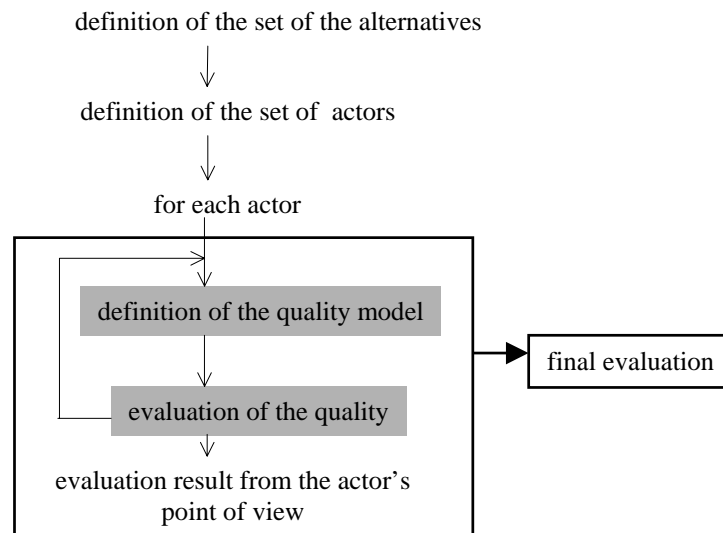 definition of the set of the alternatives
definition of the set of actors
for each actor
definition of the quality model
final evaluation
evaluation of the quality
evaluation result from the actor's
point of view